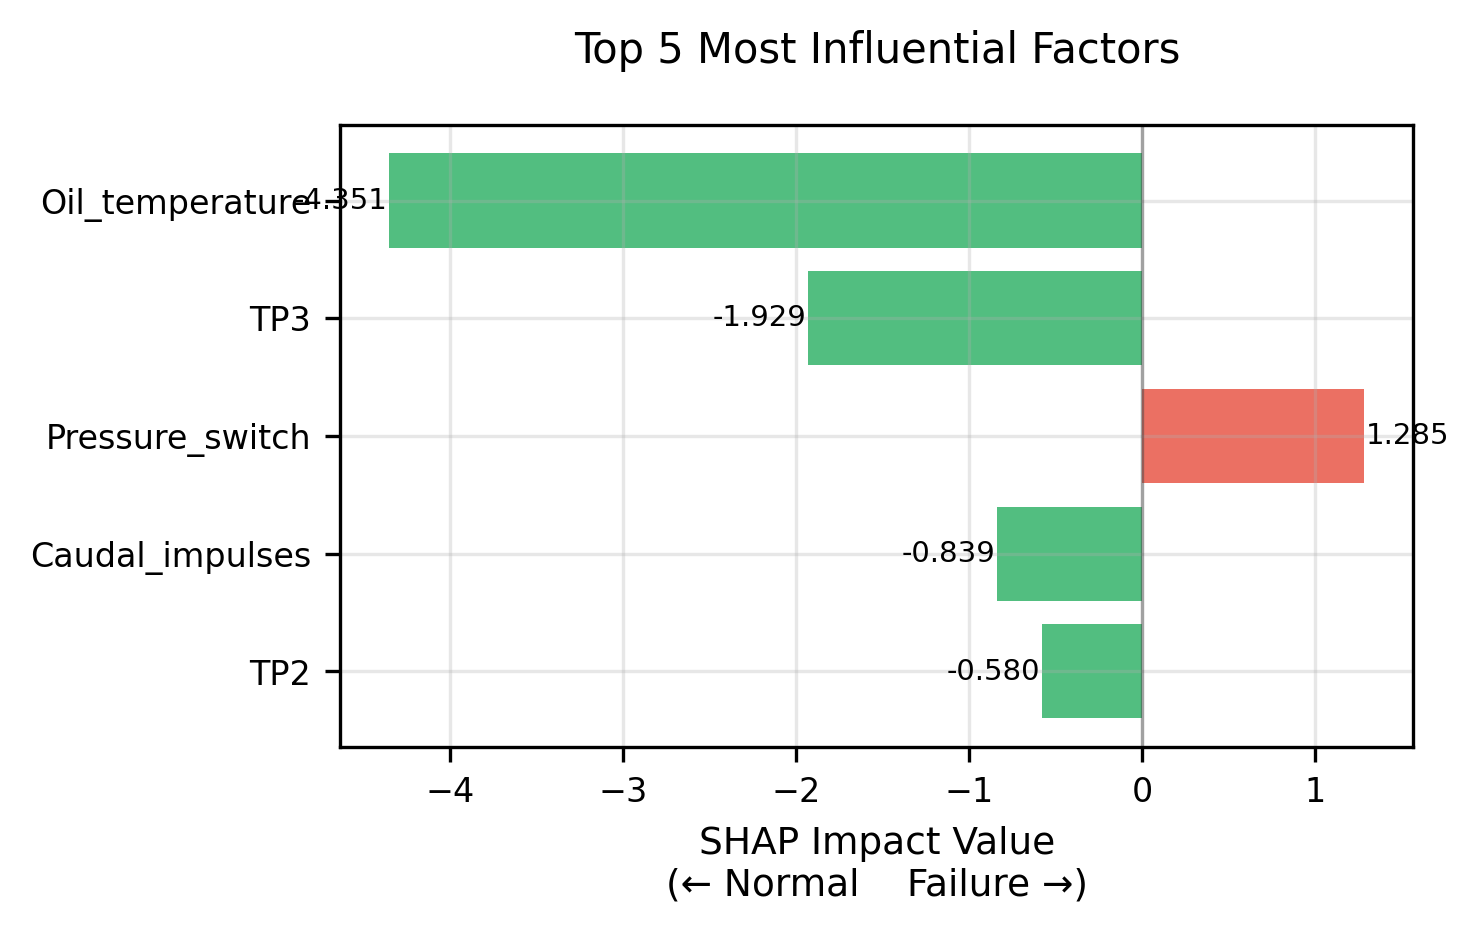 Top 5 Most Influential Factors
Oil_temperature -4.351
TP3 -1.929
Pressure_switch 1.285
Caudal_impulses -0.839
TP2 -0.580
−4 −3 −2 −1 0 1
SHAP Impact Value
(← Normal    Failure →)